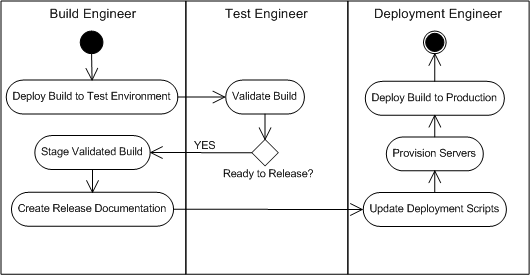 Build Engineer
Test Engineer
Deployment Engineer
Deploy Build to Test Environment
Validate Build
Deploy Build to Production
Stage Validated Build
YES
Provision Servers
Ready to Release?
Create Release Documentation
Update Deployment Scripts